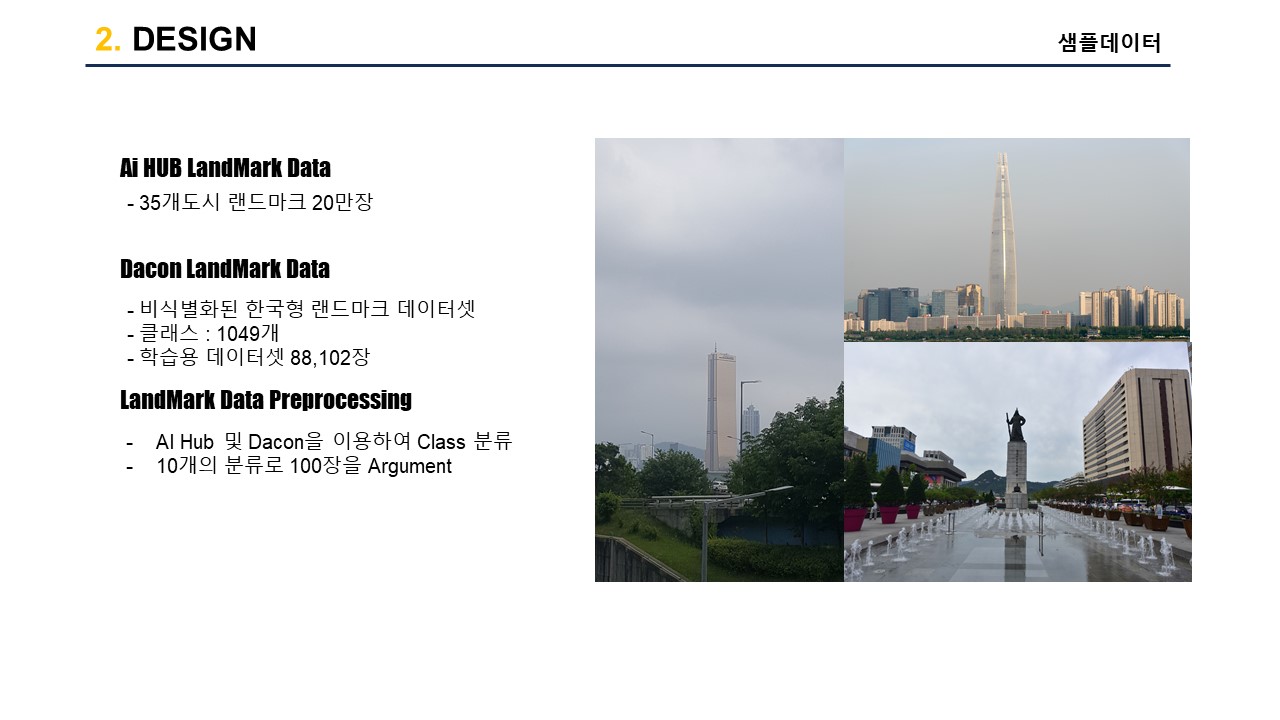 2. DESIGN
샘플데이터
Ai HUB LandMark Data
- 35개도시 랜드마크 20만장
Dacon LandMark Data
- 비식별화된 한국형 랜드마크 데이터셋
- 클래스 : 1049개
- 학습용 데이터셋 88,102장
LandMark Data Preprocessing
- AI Hub 및 Dacon을 이용하여 Class 분류
- 10개의 분류로 100장을 Argument